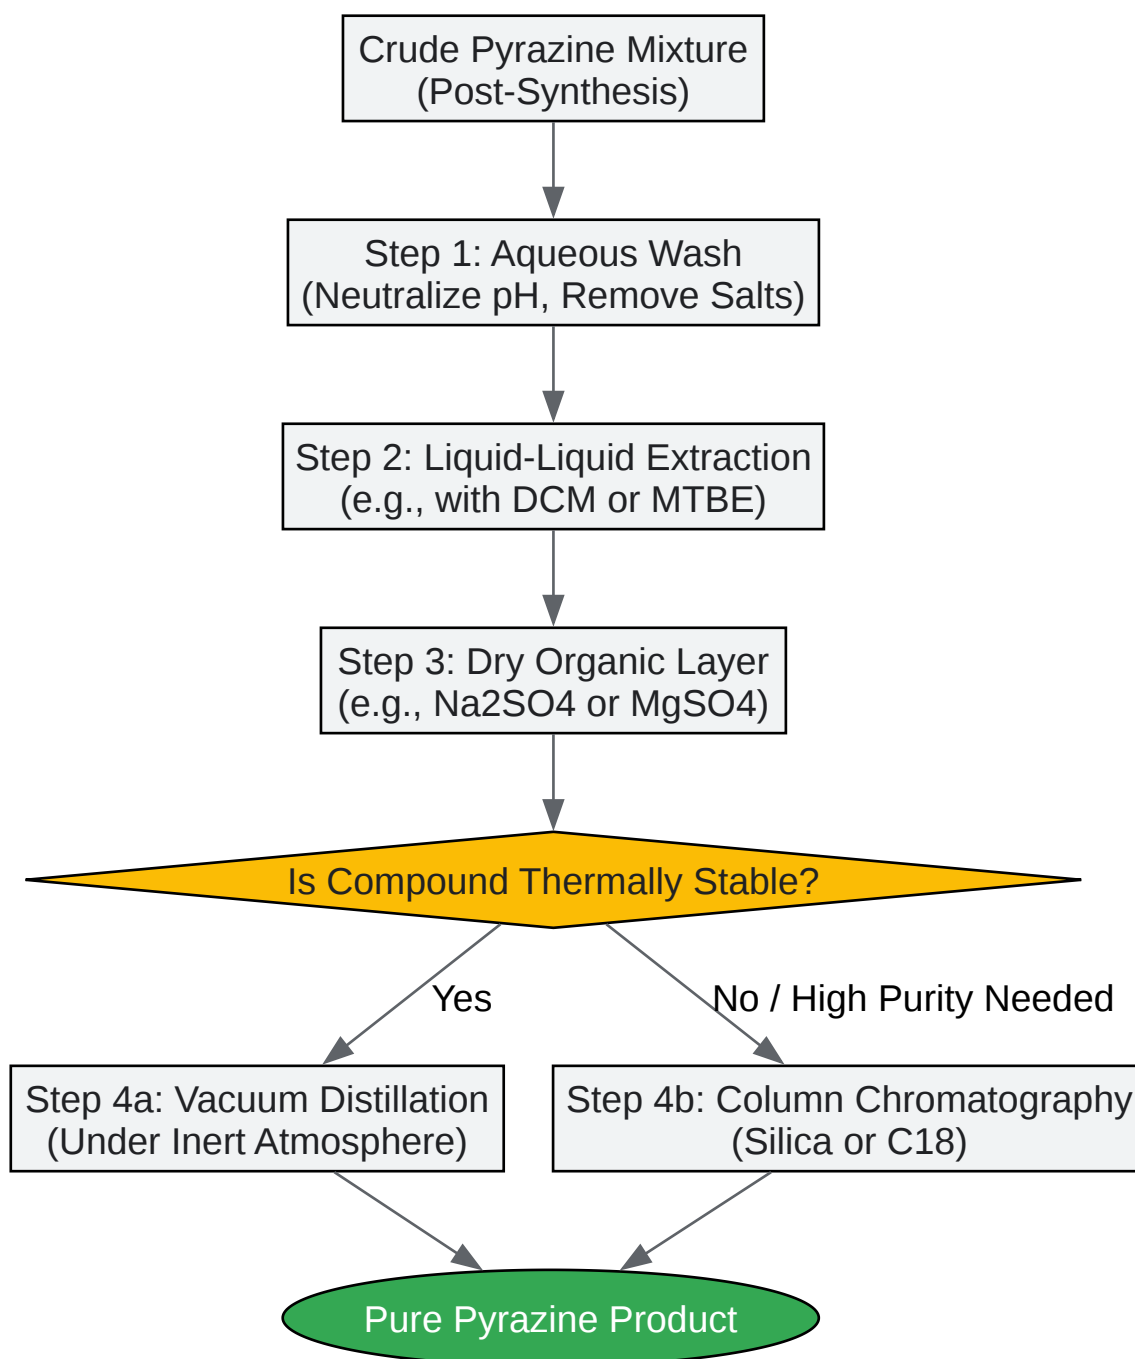 Crude Pyrazine Mixture
(Post-Synthesis)
Step 1: Aqueous Wash
(Neutralize pH, Remove Salts)
Step 2: Liquid-Liquid Extraction
(e.g., with DCM or MTBE)
Step 3: Dry Organic Layer
(e.g., Na2SO4 or MgSO4)
Is Compound Thermally Stable?
Yes
No / High Purity Needed
Step 4a: Vacuum Distillation
(Under Inert Atmosphere)
Step 4b: Column Chromatography
(Silica or C18)
Pure Pyrazine Product